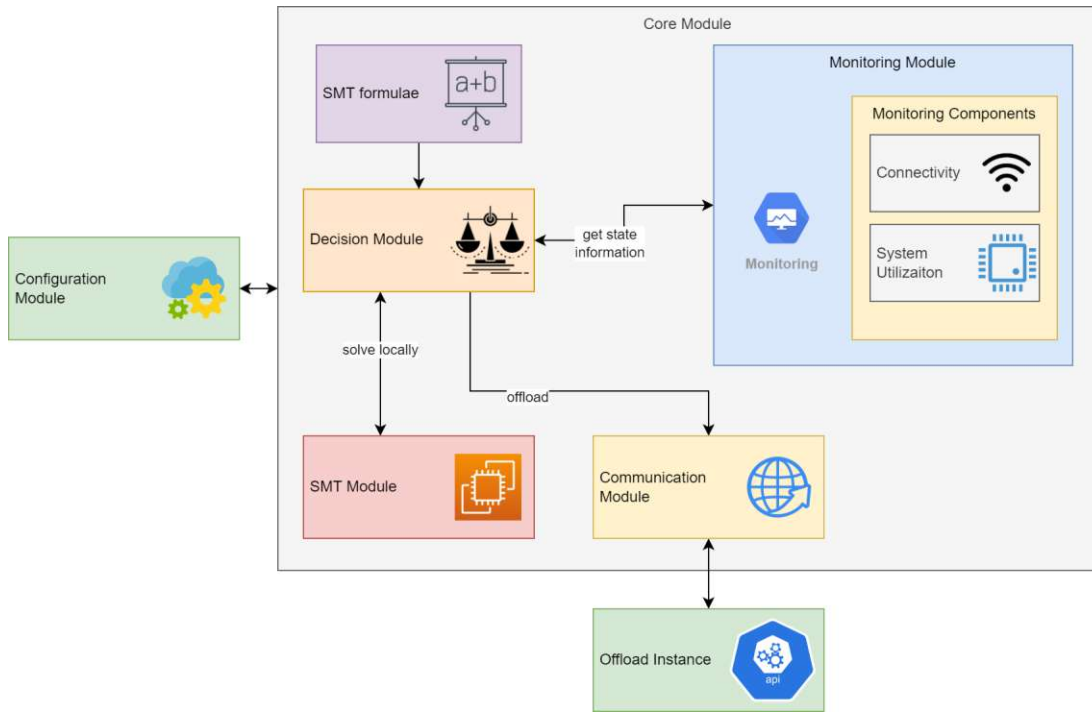 Core Module
SMT formulae
a+b
Monitoring Module
Monitoring Components
Connectivity
System
Utilizaiton
Monitoring
Decision Module
get state
information
Configuration
Module
solve locally
offload
SMT Module
Communication
Module
Offload Instance
api